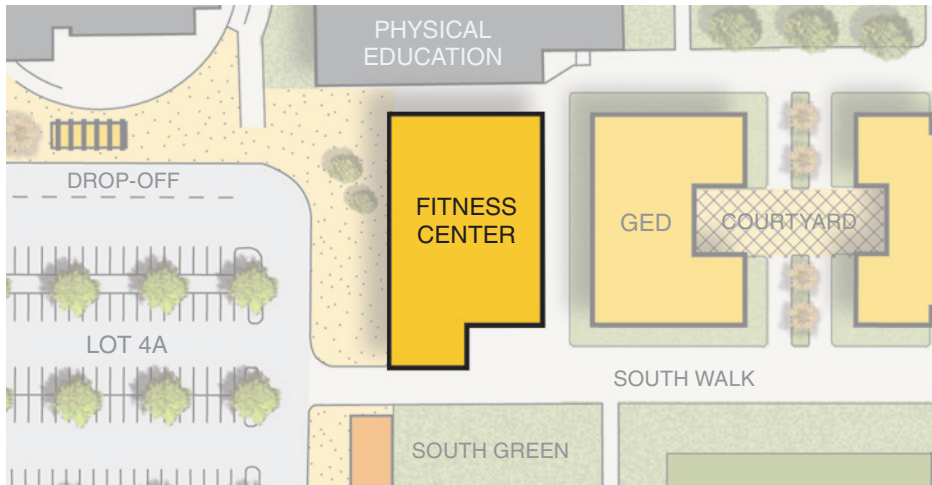 PHYSICAL
EDUCATION
DROP-OFF
FITNESS
CENTER
GED
COURTYARD
LOT 4A
SOUTH WALK
SOUTH GREEN